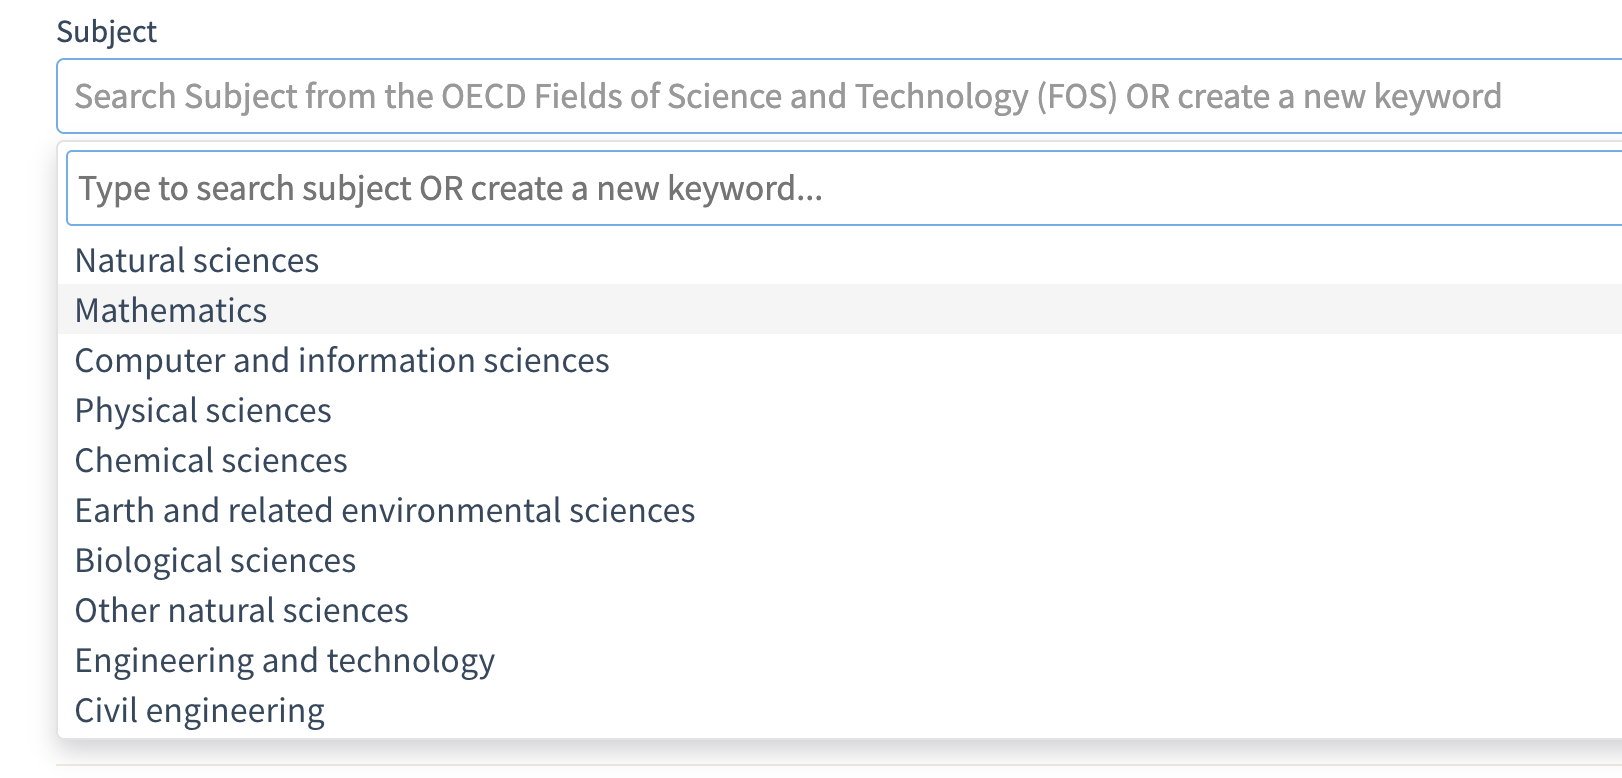 Subject
Search Subject from the OECD Fields of Science and Technology (FOS) OR create a new keyword
Type to search subject OR create a new keyword...
Natural sciences
Mathematics
Computer and information sciences
Physical sciences
Chemical sciences
Earth and related environmental sciences
Biological sciences
Other natural sciences
Engineering and technology
Civil engineering